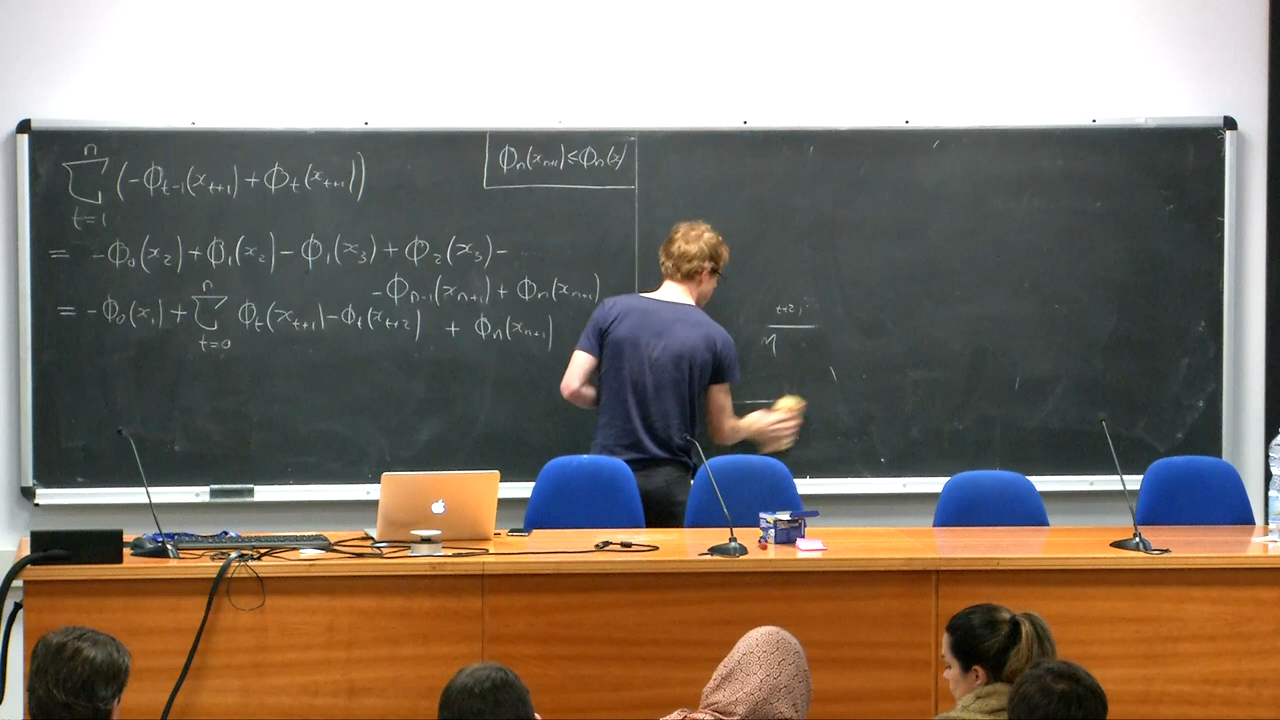 n
∑ (-Φ_{t-1}(x_{t+1}) + Φ_t(x_{t+1}))
t=1
Φ_n(x_{n+1}) ≤ Φ_n(x)
= -Φ_0(x_2) + Φ_1(x_2) - Φ_1(x_3) + Φ_2(x_3) -
-Φ_{n-1}(x_{n+1}) + Φ_n(x_{n+1})
n
= -Φ_0(x_1) + ∑ Φ_t(x_{t+1}) - Φ_t(x_{t+2}) + Φ_n(x_{n+1})
t=0
t+2,
η